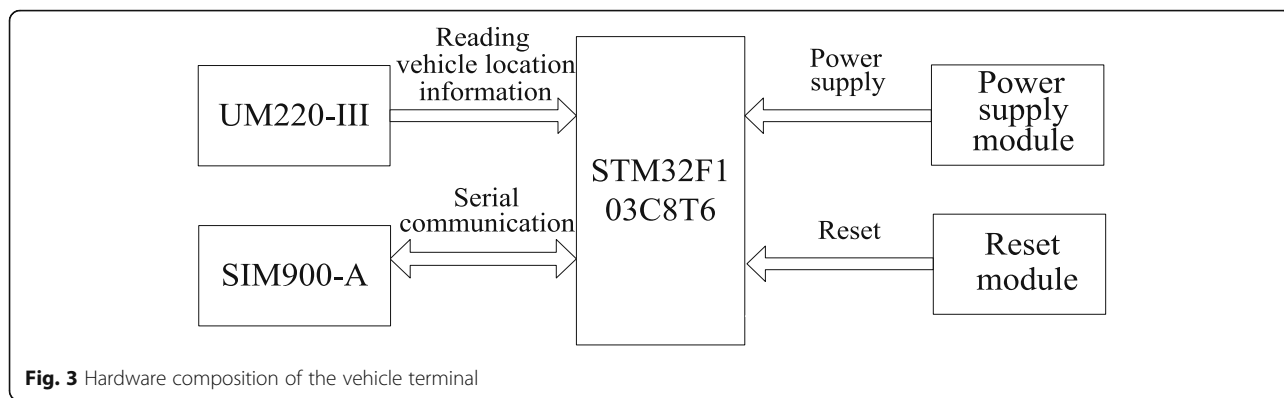 Reading
vehicle location
information
UM220-III
Serial
communication
SIM900-A
STM32F1
03C8T6
Power
supply
Power
supply
module
Reset
Reset
module
Fig. 3 Hardware composition of the vehicle terminal